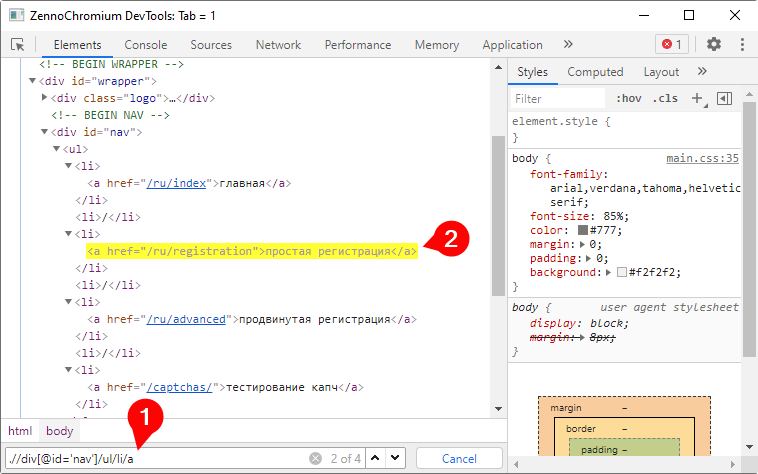 ZennoChromium DevTools: Tab = 1
Elements Console Sources Network Performance Memory Application » 1
<!-- BEGIN WRAPPER -->
<div id="wrapper">
<div class="logo">…</div>
<!-- BEGIN NAV -->
<div id="nav">
<ul>
<li>
<a href="/ru/index">главная</a>
</li>
<li>/</li>
<li>
<a href="/ru/registration">простая регистрация</a>
2
</li>
<li>/</li>
<li>
<a href="/ru/advanced">продвинутая регистрация</a>
</li>
<li>/</li>
<li>
<a href="/captchas/">тестирование капч</a>
</li>
html body
1
.//div[@id='nav']/ul/li/a 2 of 4 Cancel
Styles Computed Layout »
Filter :hov .cls +
element.style {
}
body { main.css:35
font-family:
arial,verdana,tahoma,helvetic
serif;
font-size: 85%;
color: #777;
margin: 0;
padding: 0;
background: #f2f2f2;
}
body { user agent stylesheet
display: block;
margin: 8px;
}
margin –
border –
padding –